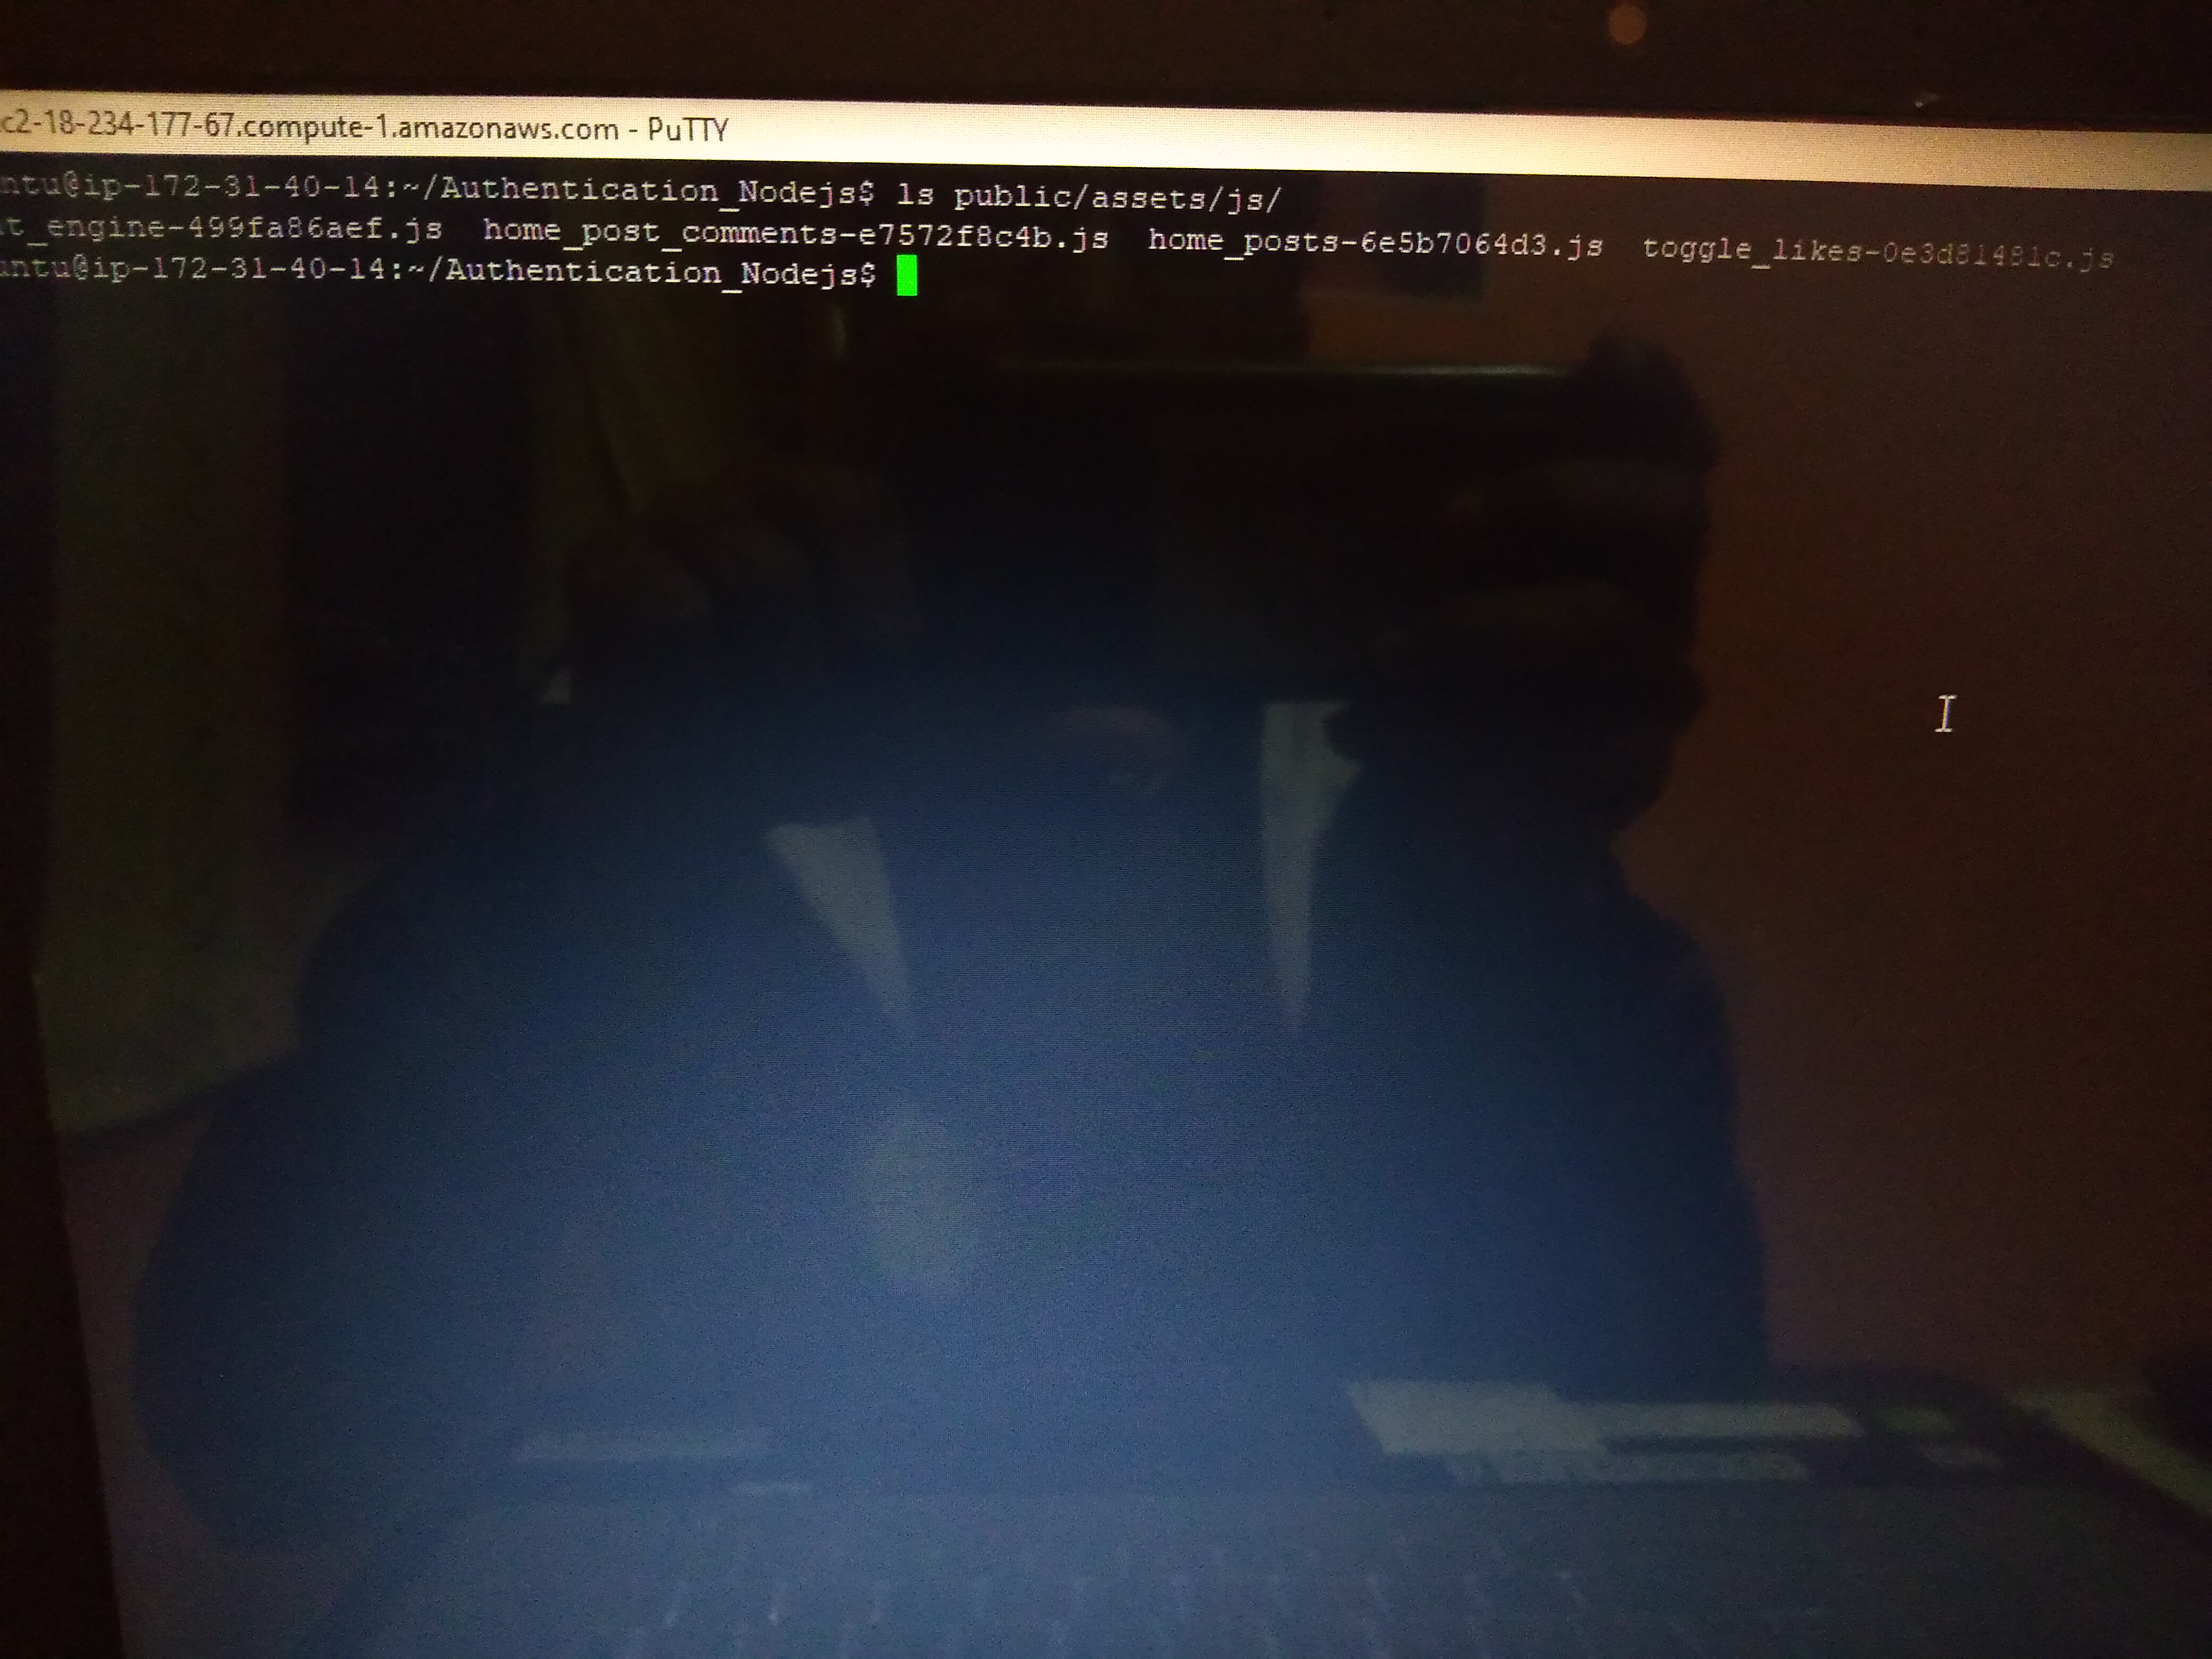 c2-18-234-177-67.compute-1.amazonaws.com - PuTTY
ntu@ip-172-31-40-14:~/Authentication_Nodejs$ ls public/assets/js/
t_engine-499fa86aef.js home_post_comments-e7572f8c4b.js home_posts-6e5b7064d3.js toggle_likes-0e3d81481c.js
untu@ip-172-31-40-14:~/Authentication_Nodejs$